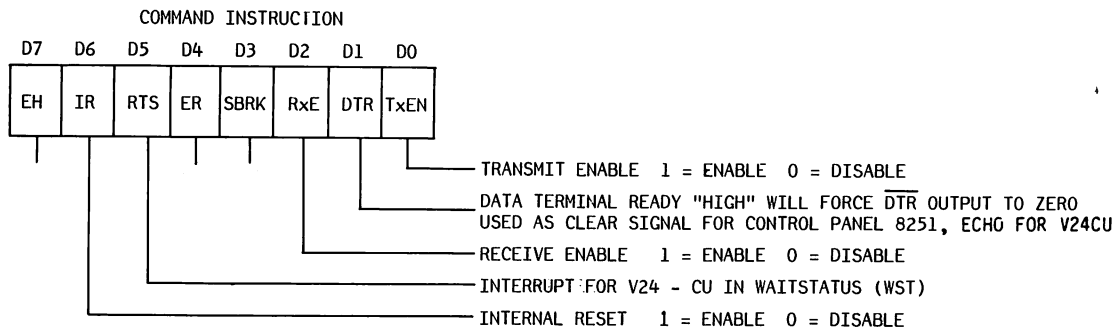 COMMAND INSTRUCTION
D7 D6 D5 D4 D3 D2 D1 D0
EH IR RTS ER SBRK RxE DTR TxEN
TRANSMIT ENABLE 1 = ENABLE 0 = DISABLE
DATA TERMINAL READY "HIGH" WILL FORCE DTR OUTPUT TO ZERO
USED AS CLEAR SIGNAL FOR CONTROL PANEL 8251, ECHO FOR V24CU
RECEIVE ENABLE 1 = ENABLE 0 = DISABLE
INTERRUPT FOR V24 - CU IN WAITSTATUS (WST)
INTERNAL RESET 1 = ENABLE 0 = DISABLE